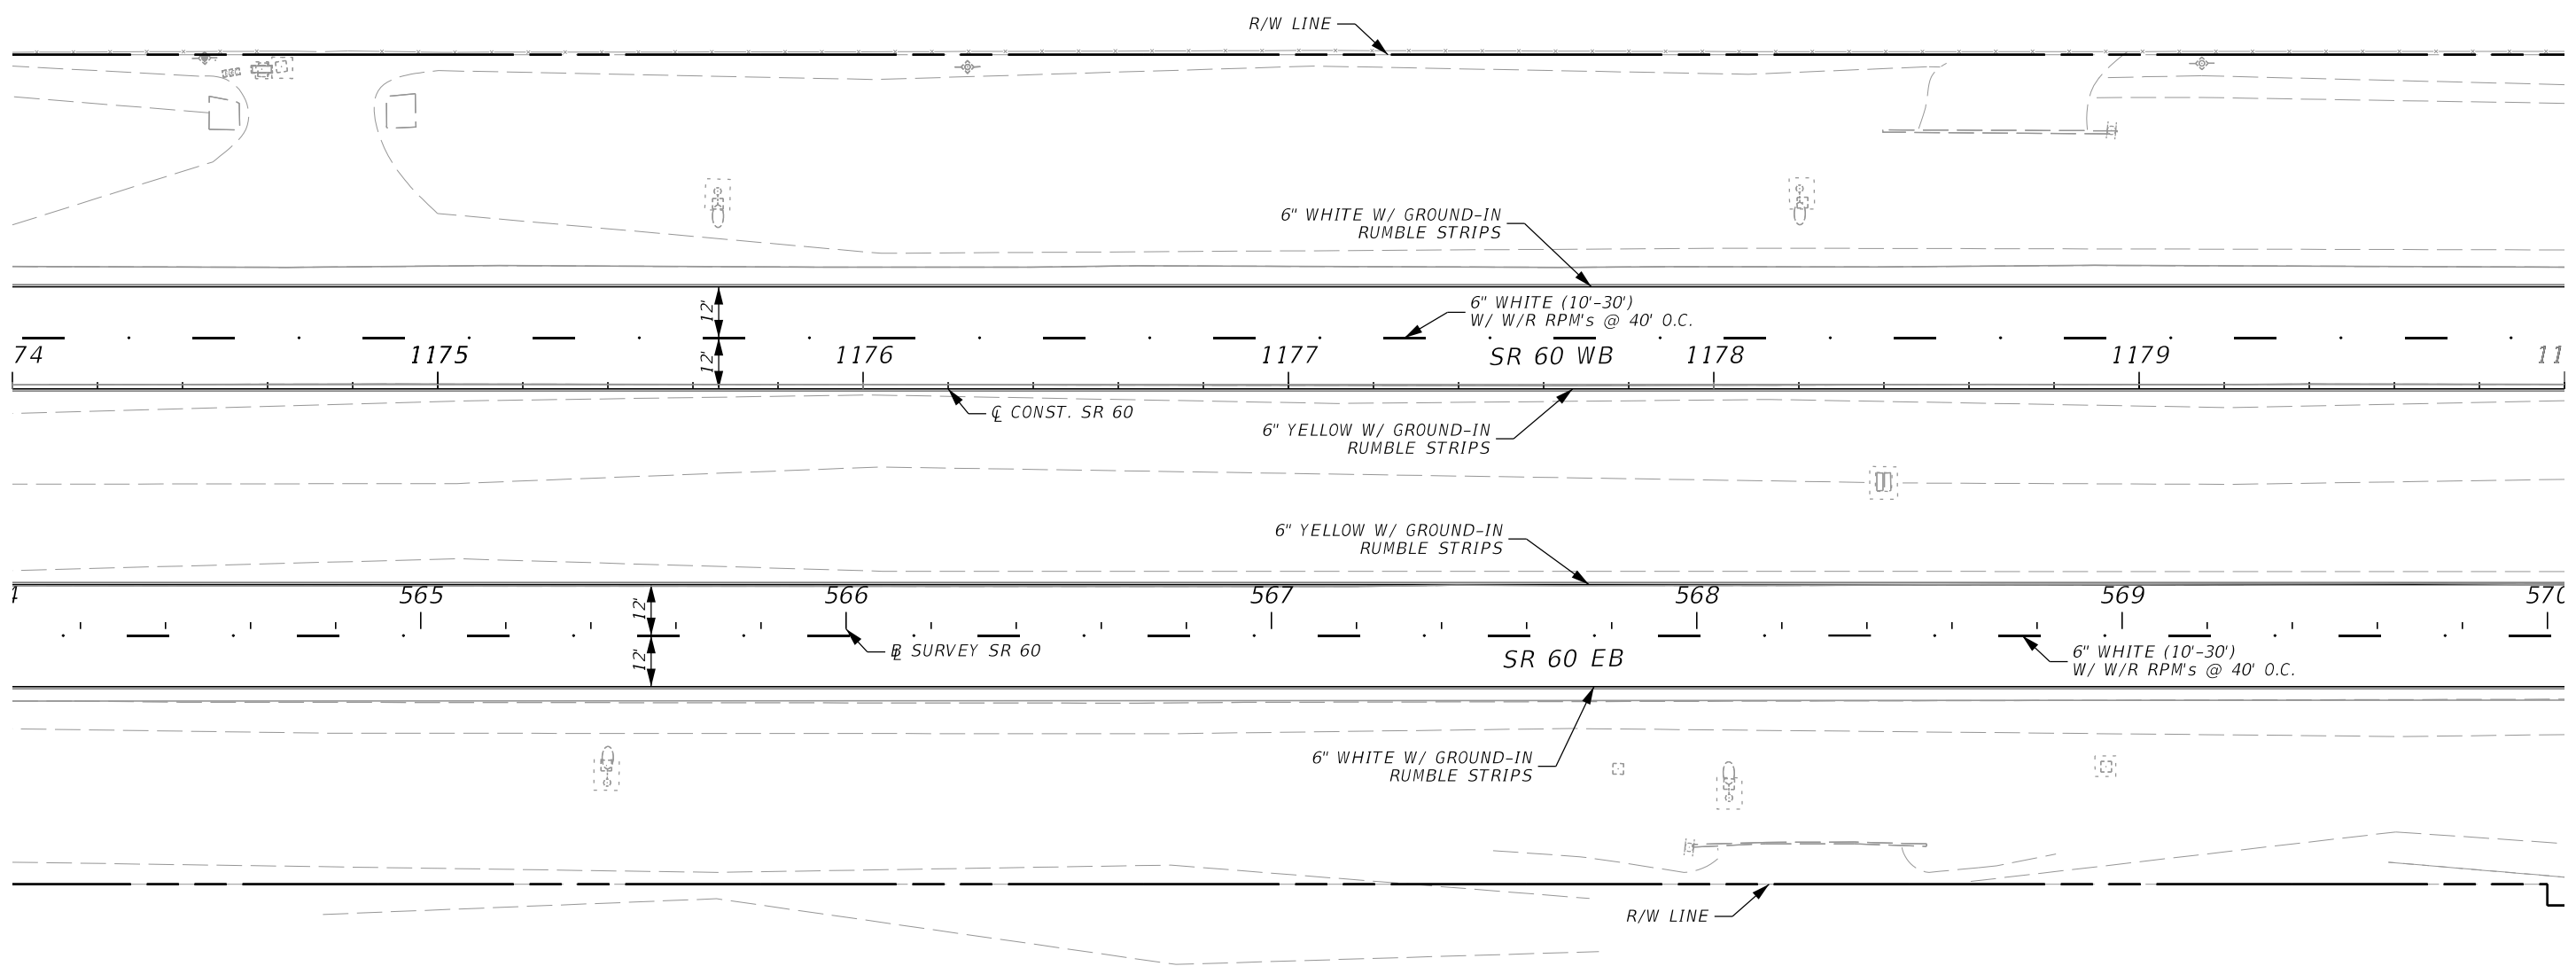 R/W LINE
6" WHITE W/ GROUND-IN
RUMBLE STRIPS
12'
6" WHITE (10'-30')
W/ W/R RPM's @ 40' O.C.
74
1175
1176
1177
SR 60 WB
1178
1179
11
12'
℄ CONST. SR 60
6" YELLOW W/ GROUND-IN
RUMBLE STRIPS
6" YELLOW W/ GROUND-IN
RUMBLE STRIPS
565
12'
566
567
568
569
570
12'
B̲L SURVEY SR 60
SR 60 EB
6" WHITE (10'-30')
W/ W/R RPM's @ 40' O.C.
6" WHITE W/ GROUND-IN
RUMBLE STRIPS
R/W LINE